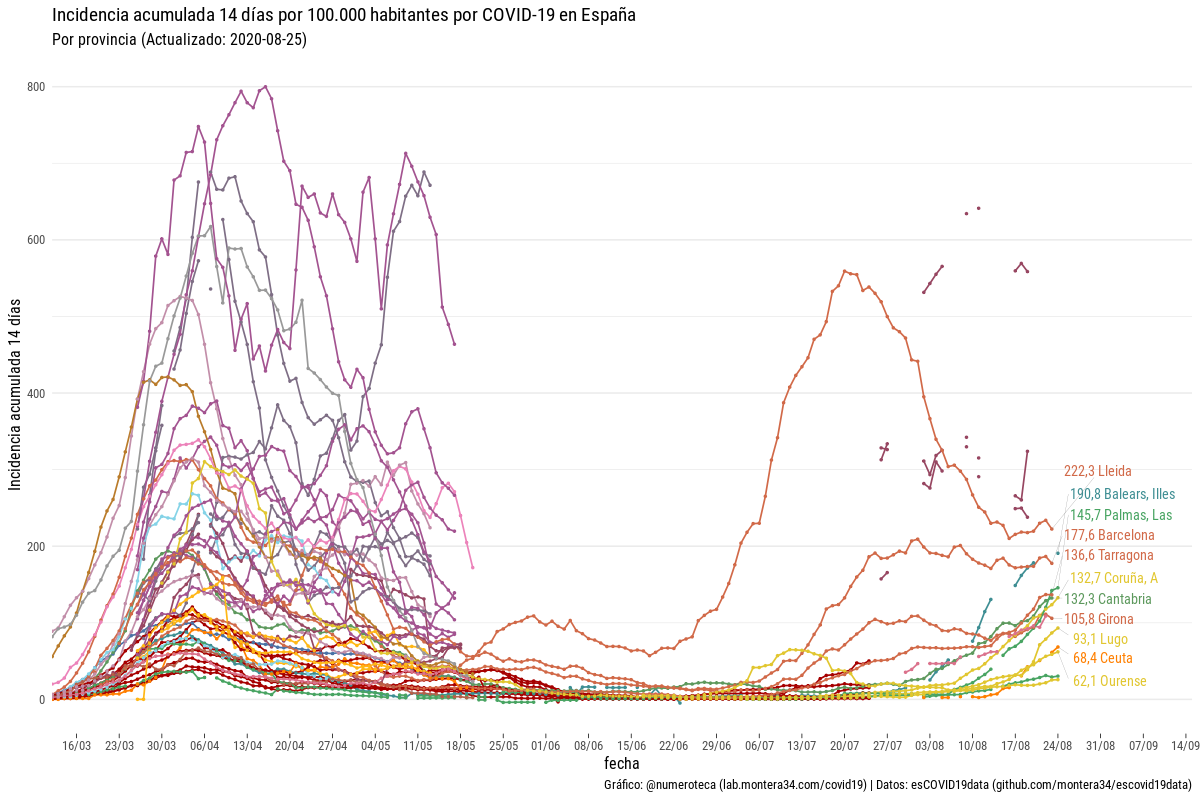 Incidencia acumulada 14 días por 100.000 habitantes por COVID-19 en España
Por provincia (Actualizado: 2020-08-25)
Incidencia acumulada 14 días
800
600
400
200
0
222,3 Lleida
190,8 Balears, Illes
145,7 Palmas, Las
177,6 Barcelona
136,6 Tarragona
132,7 Coruña, A
132,3 Cantabria
105,8 Girona
93,1 Lugo
68,4 Ceuta
62,1 Ourense
16/03 23/03 30/03 06/04 13/04 20/04 27/04 04/05 11/05 18/05 25/05 01/06 08/06 15/06 22/06 29/06 06/07 13/07 20/07 27/07 03/08 10/08 17/08 24/08 31/08 07/09 14/09
fecha
Gráfico: @numeroteca (lab.montera34.com/covid19) | Datos: esCOVID19data (github.com/montera34/escovid19data)